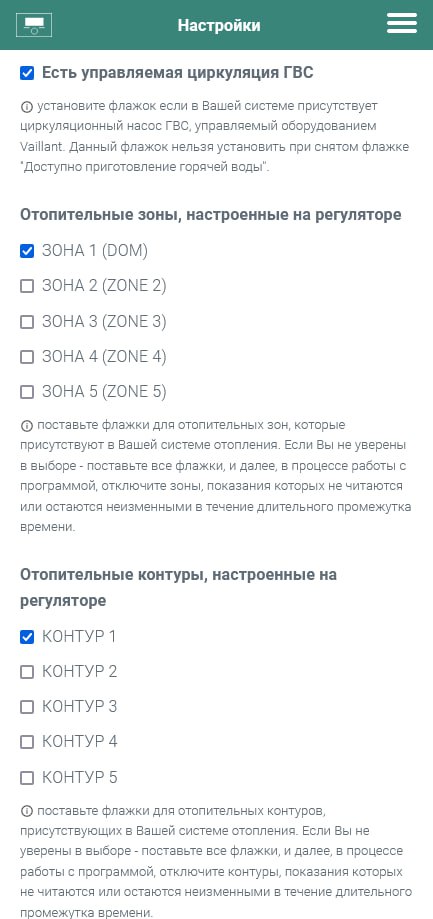 Настройки
Есть управляемая циркуляция ГВС
установите флажок если в Вашей системе присутствует
циркуляционный насос ГВС, управляемый оборудованием
Vaillant. Данный флажок нельзя установить при снятом флажке
"Доступно приготовление горячей воды".
Отопительные зоны, настроенные на регуляторе
ЗОНА 1 (DOM)
ЗОНА 2 (ZONE 2)
ЗОНА 3 (ZONE 3)
ЗОНА 4 (ZONE 4)
ЗОНА 5 (ZONE 5)
поставьте флажки для отопительных зон, которые
присутствуют в Вашей системе отопления. Если Вы не уверены
в выборе - поставьте все флажки, и далее, в процессе работы с
программой, отключите зоны, показания которых не читаются
или остаются неизменными в течение длительного промежутка
времени.
Отопительные контуры, настроенные на
регуляторе
КОНТУР 1
КОНТУР 2
КОНТУР 3
КОНТУР 4
КОНТУР 5
поставьте флажки для отопительных контуров,
присутствующих в Вашей системе отопления. Если Вы не
уверены в выборе - поставьте все флажки, и далее, в процессе
работы с программой, отключите контуры, показания которых
не читаются или остаются неизменными в течение длительного
промежутка времени.